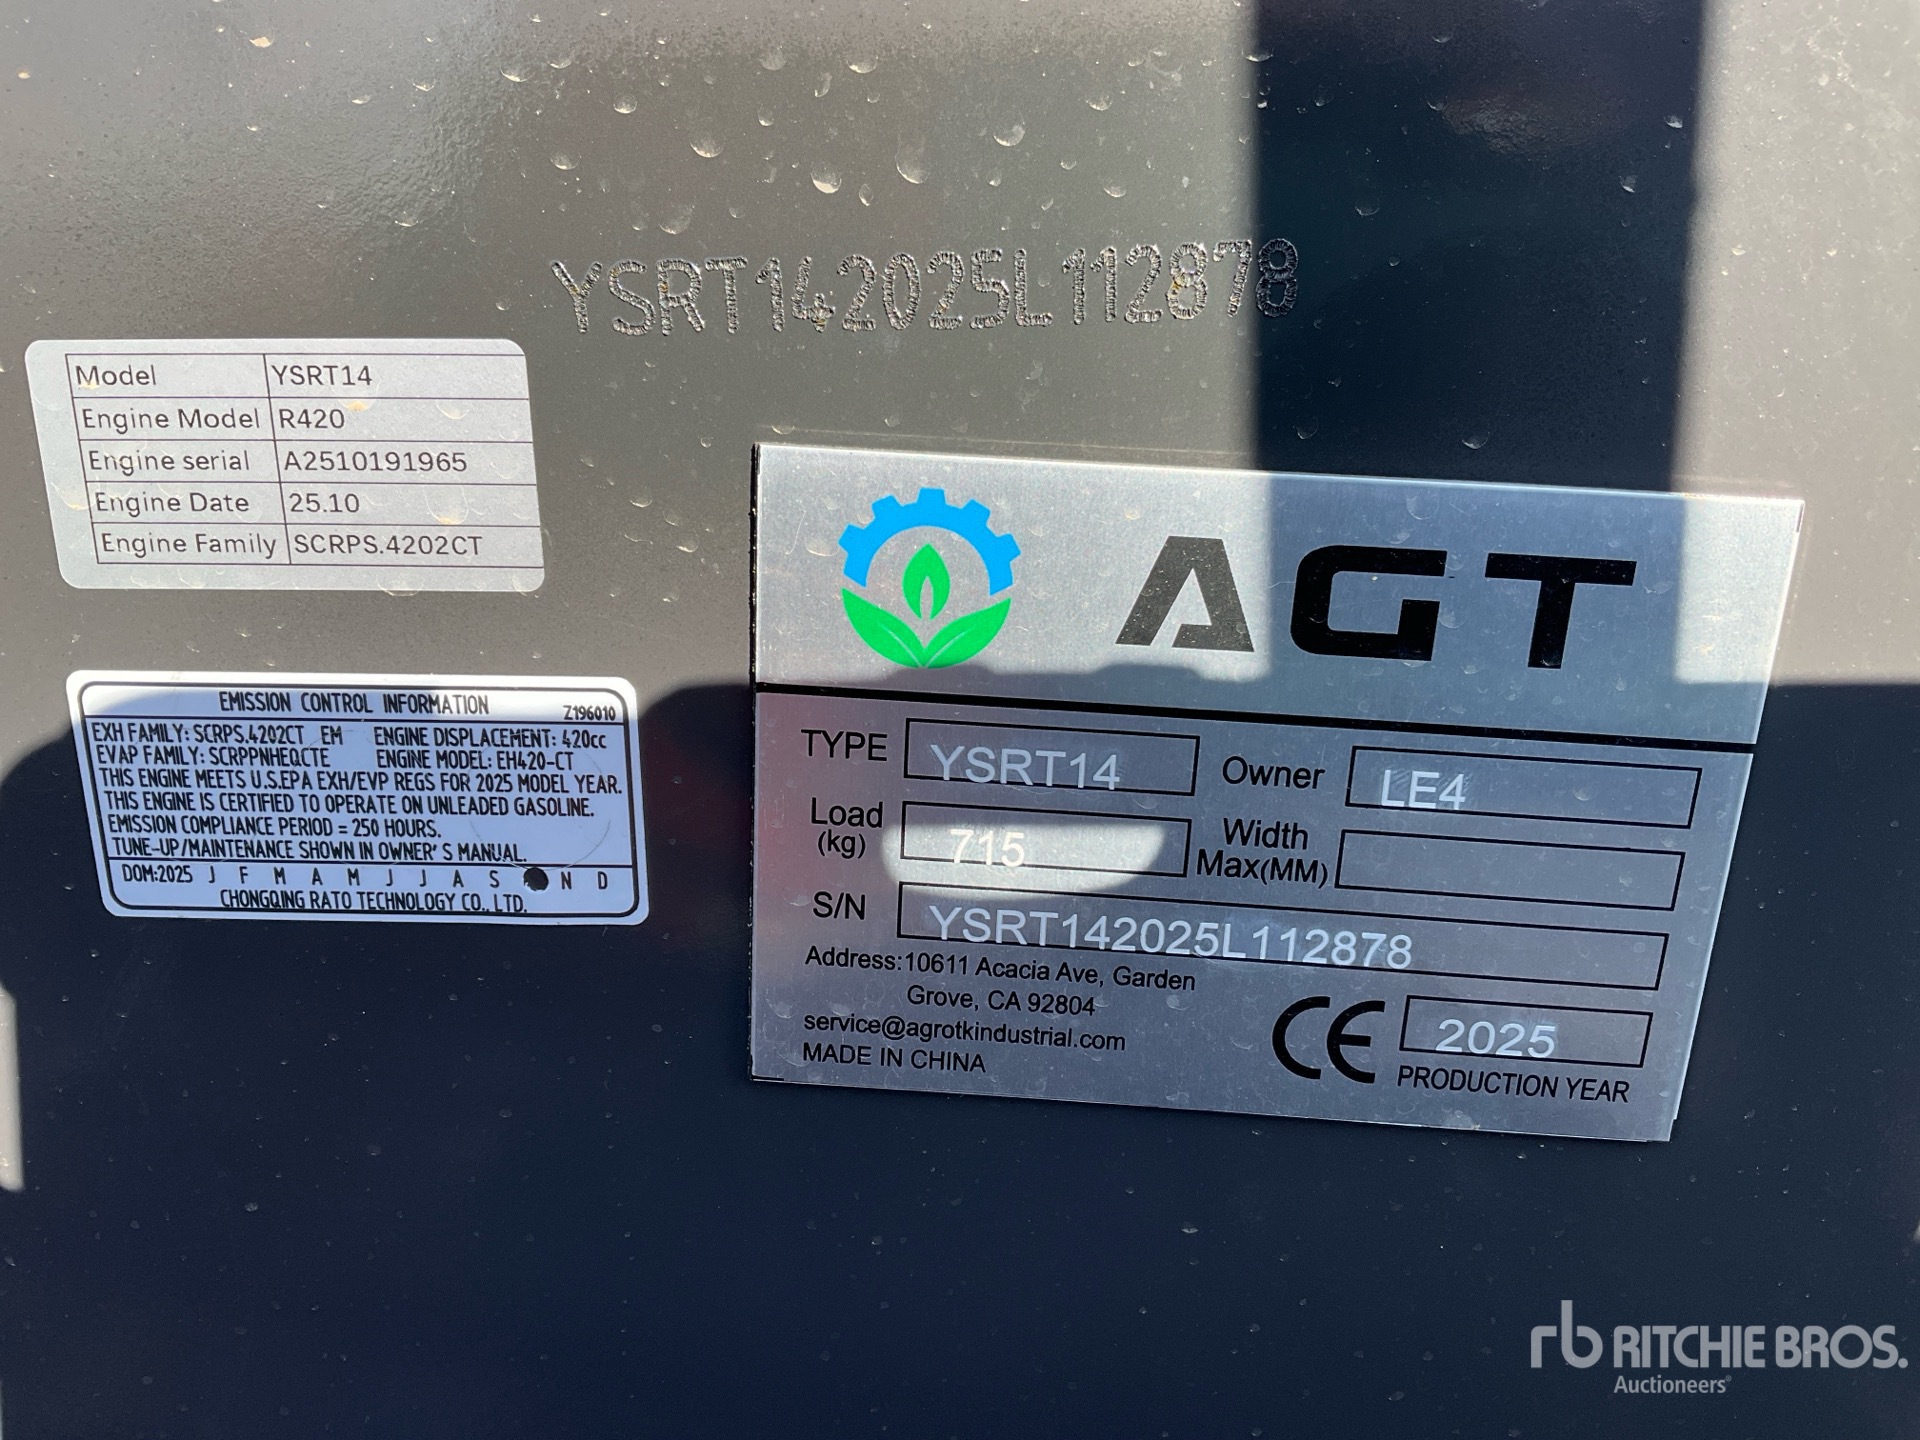 YSRT142025L112878
Model YSRT14
Engine Model R420
Engine serial A2510191965
Engine Date 25.10
Engine Family SCRPS.4202CT
EMISSION CONTROL INFORMATION Z196010
EXH FAMILY: SCRPS.4202CT EM ENGINE DISPLACEMENT: 420cc
EVAP FAMILY: SCRPPNHEQCTE ENGINE MODEL: EH420-CT
THIS ENGINE MEETS U.S.EPA EXH/EVP REGS FOR 2025 MODEL YEAR.
THIS ENGINE IS CERTIFIED TO OPERATE ON UNLEADED GASOLINE.
EMISSION COMPLIANCE PERIOD = 250 HOURS.
TUNE-UP/MAINTENANCE SHOWN IN OWNER'S MANUAL.
DOM:2025 J F M A M J J A S N D
CHONGQING RATO TECHNOLOGY CO., LTD.
AGT
TYPE YSRT14 Owner LE4
Load (kg) 715 Width Max(MM)
S/N YSRT142025L112878
Address:10611 Acacia Ave, Garden
Grove, CA 92804
service@agrotkindustrial.com
MADE IN CHINA
CE 2025
PRODUCTION YEAR
rb RITCHIE BROS.
Auctioneers